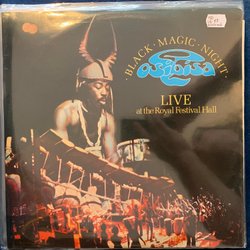 BLACK · MAGIC · NIGHT ·
osibisa
LIVE
at the Royal Festival Hall